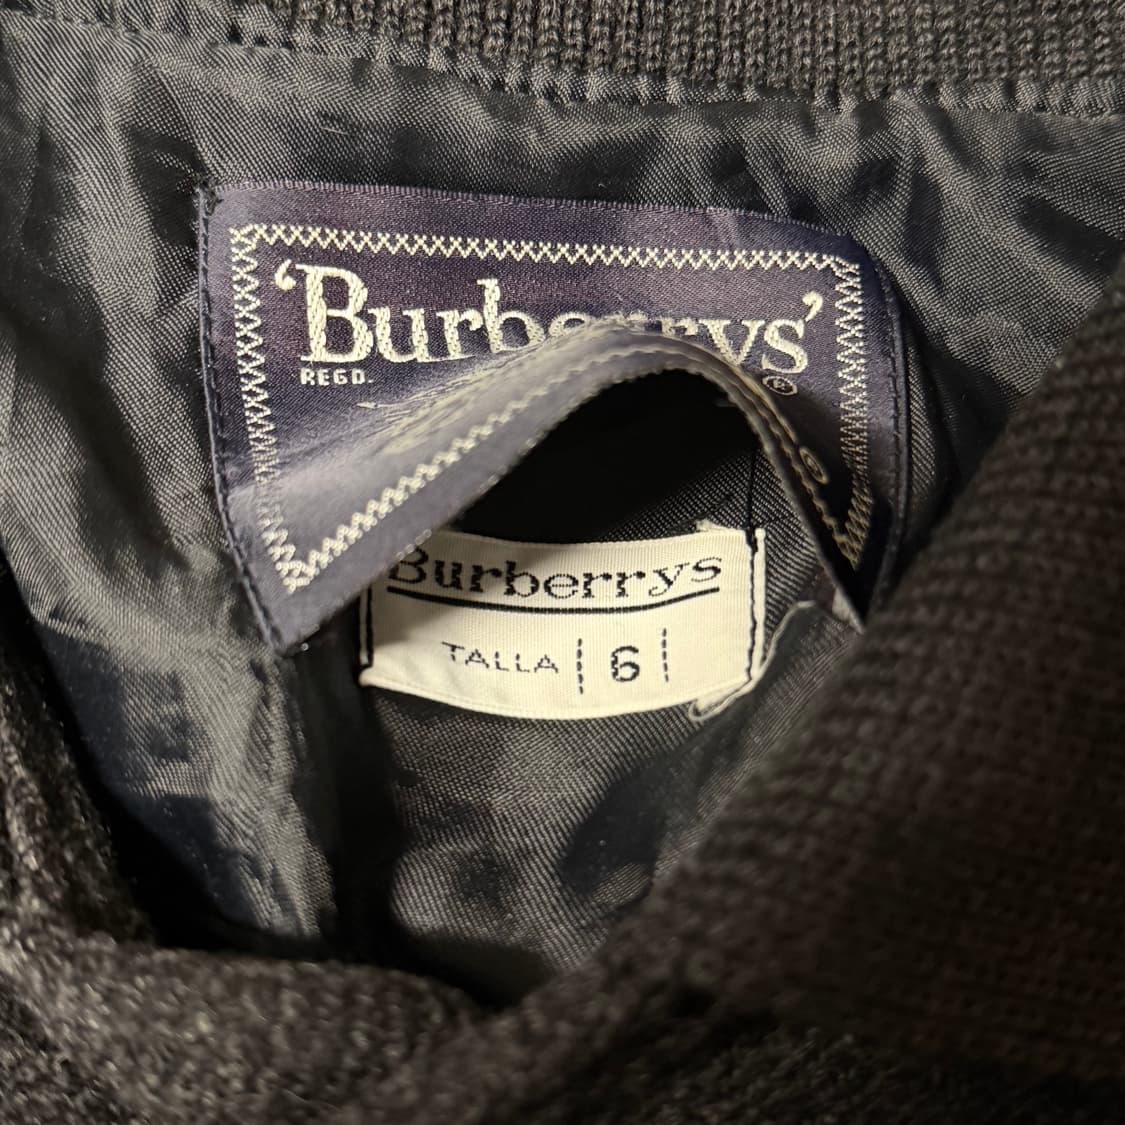 'Burberrys'
REGD.
®
Burberrys
TALLA 6